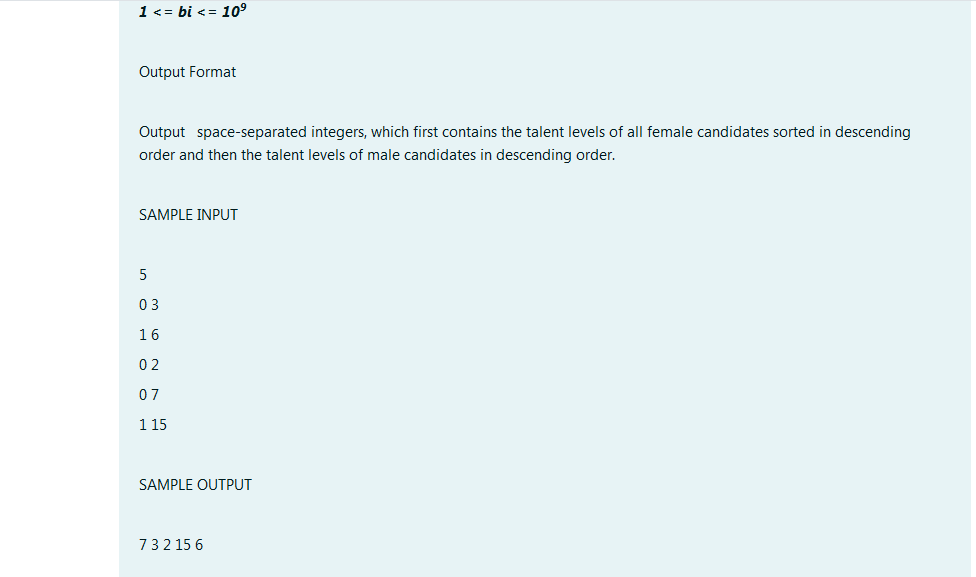 1 <= bi <= 10⁹
Output Format
Output space-separated integers, which first contains the talent levels of all female candidates sorted in descending
order and then the talent levels of male candidates in descending order.
SAMPLE INPUT
5
0 3
1 6
0 2
0 7
1 15
SAMPLE OUTPUT
7 3 2 15 6